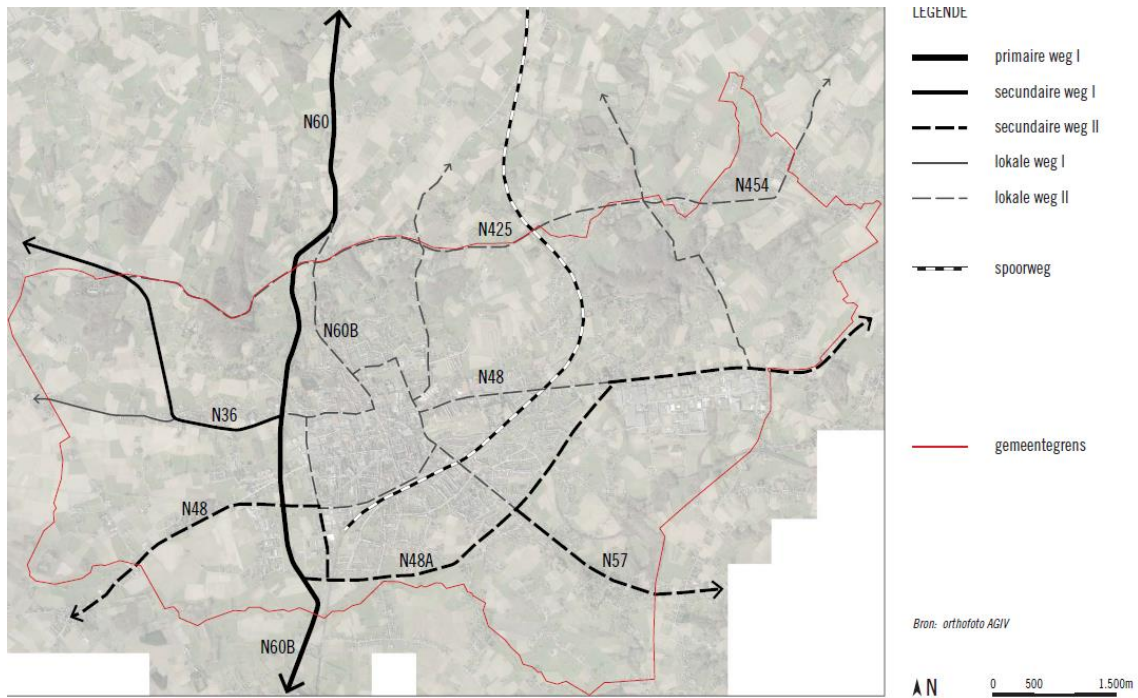 LEGENDE
primaire weg I
secundaire weg I
secundaire weg II
lokale weg I
lokale weg II
spoorweg
gemeentegrens
Bron: orthofoto AGIV
N 0 500 1.500m
N60
N454
N425
N60B
N48
N36
N48
N48A
N57
N60B